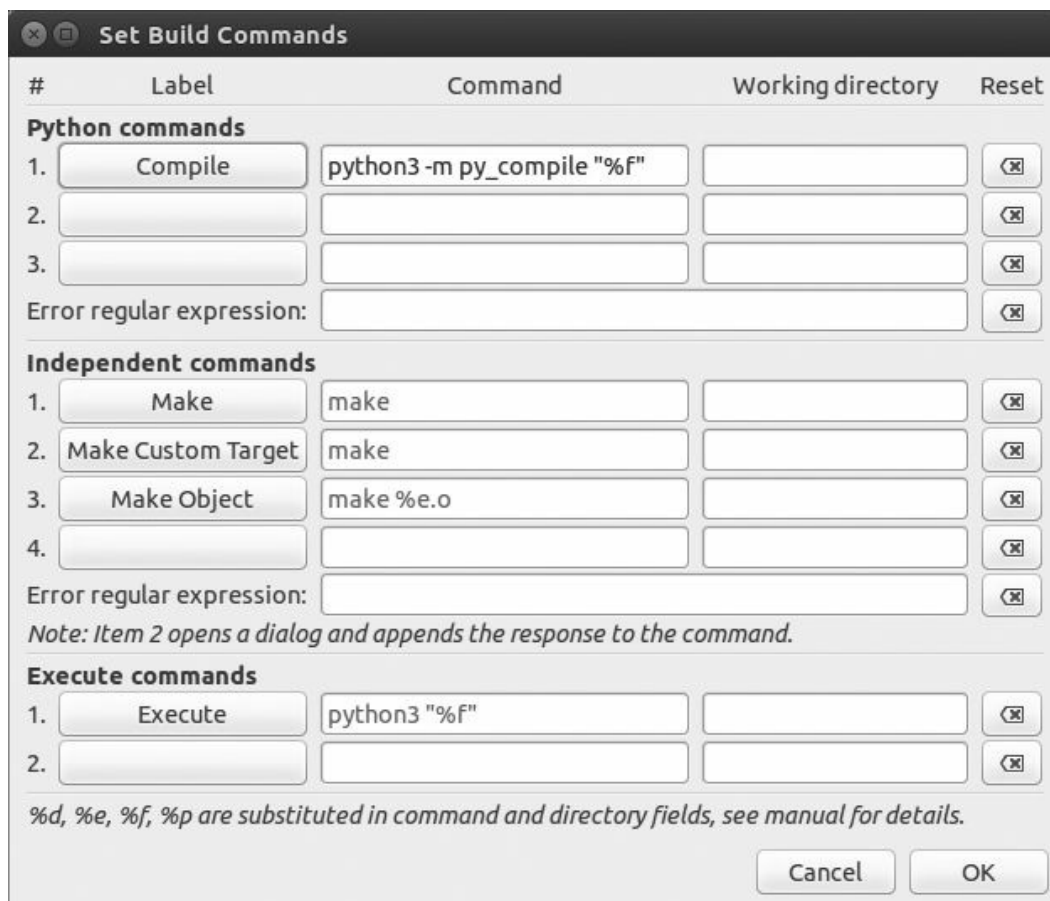 Set Build Commands
# Label Command Working directory Reset
Python commands
1. Compile python3 -m py_compile "%f"
2.
3.
Error regular expression:
Independent commands
1. Make make
2. Make Custom Target make
3. Make Object make %e.o
4.
Error regular expression:
Note: Item 2 opens a dialog and appends the response to the command.
Execute commands
1. Execute python3 "%f"
2.
%d, %e, %f, %p are substituted in command and directory fields, see manual for details.
Cancel OK